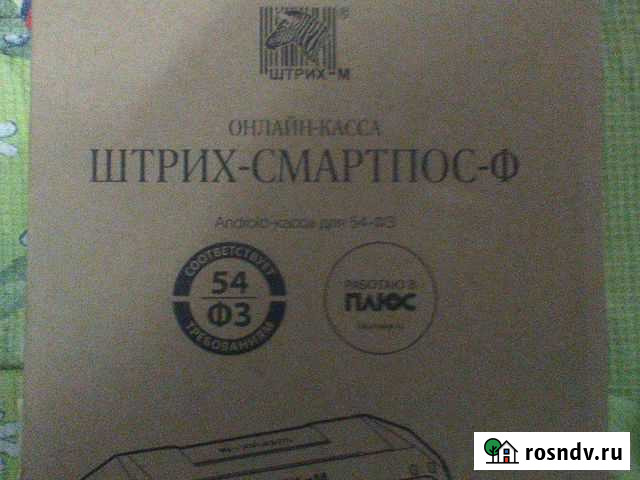 ШТРИХ-М
ОНЛАЙН-КАССА
ШТРИХ-СМАРТПОС-Ф
Android-касса для 54-ФЗ
СООТВЕТСТВУЕТ
54
ФЗ
ТРЕБОВАНИЯМ
РАБОТАЮ В
ПЛЮС
rosndv.ru